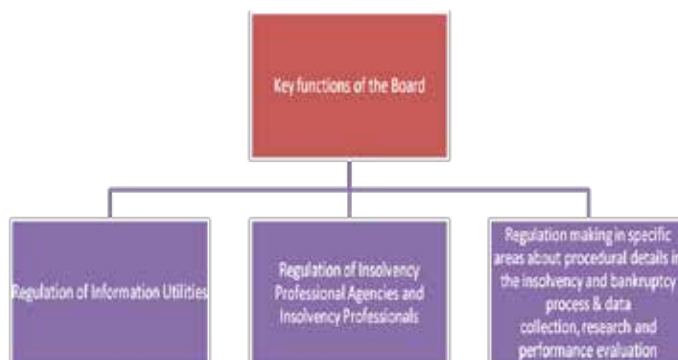 Key functions of the Board
Regulation of Information Utilities
Regulation of Insolvency
Professional Agencies and
Insolvency Professionals
Regulation making in specific
areas about procedural details in
the insolvency and bankruptcy
process & data
collection, research and
performance evaluation